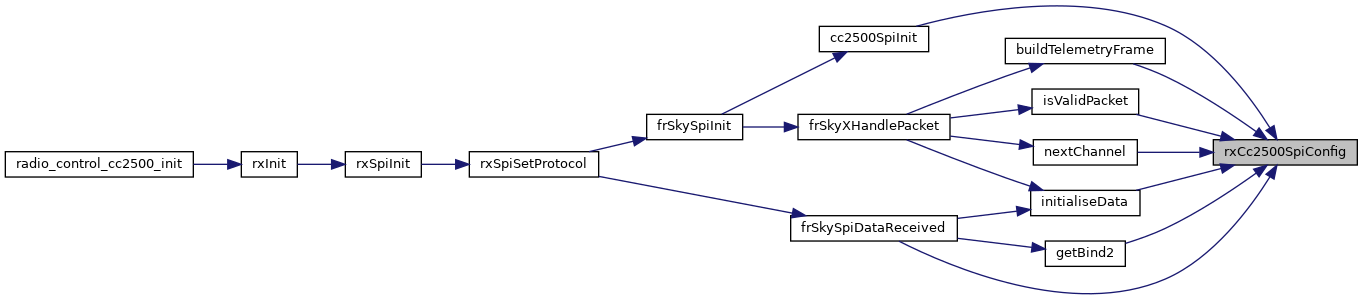 cc2500SpiInit
buildTelemetryFrame
isValidPacket
frSkySpiInit
frSkyXHandlePacket
nextChannel
rxCc2500SpiConfig
radio_control_cc2500_init
rxInit
rxSpiInit
rxSpiSetProtocol
initialiseData
frSkySpiDataReceived
getBind2